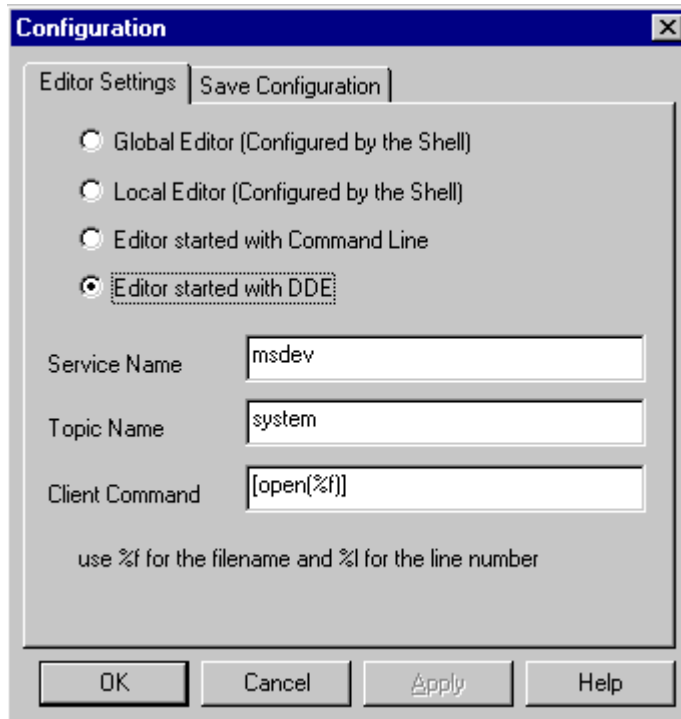 Configuration
Editor Settings Save Configuration
Global Editor (Configured by the Shell)
Local Editor (Configured by the Shell)
Editor started with Command Line
Editor started with DDE
Service Name msdev
Topic Name system
Client Command [open(%f)]
use %f for the filename and %l for the line number
OK Cancel Apply Help